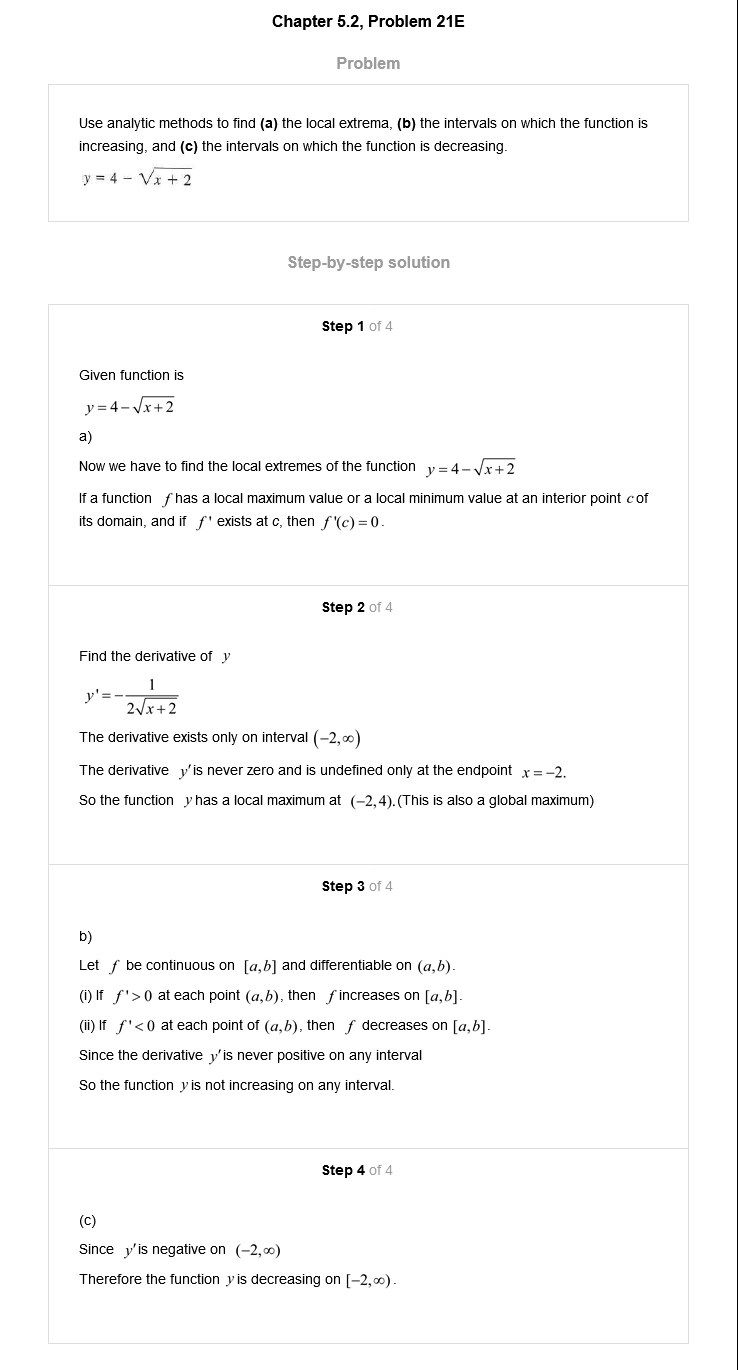 Chapter 5.2, Problem 21E
Problem
Use analytic methods to find (a) the local extrema, (b) the intervals on which the function is
increasing, and (c) the intervals on which the function is decreasing.
y = 4 − √(x + 2)
Step-by-step solution
Step 1 of 4
Given function is
y = 4 − √(x+2)
a)
Now we have to find the local extremes of the function y = 4 − √(x+2)
If a function f has a local maximum value or a local minimum value at an interior point c of
its domain, and if f ' exists at c, then f '(c) = 0.
Step 2 of 4
Find the derivative of y
y' = − 1/(2√(x+2))
The derivative exists only on interval (−2,∞)
The derivative y' is never zero and is undefined only at the endpoint x = −2.
So the function y has a local maximum at (−2,4).(This is also a global maximum)
Step 3 of 4
b)
Let f be continuous on [a,b] and differentiable on (a,b).
(i) If f ' > 0 at each point (a,b), then f increases on [a,b].
(ii) If f ' < 0 at each point of (a,b), then f decreases on [a,b].
Since the derivative y' is never positive on any interval
So the function y is not increasing on any interval.
Step 4 of 4
(c)
Since y' is negative on (−2,∞)
Therefore the function y is decreasing on [−2,∞).